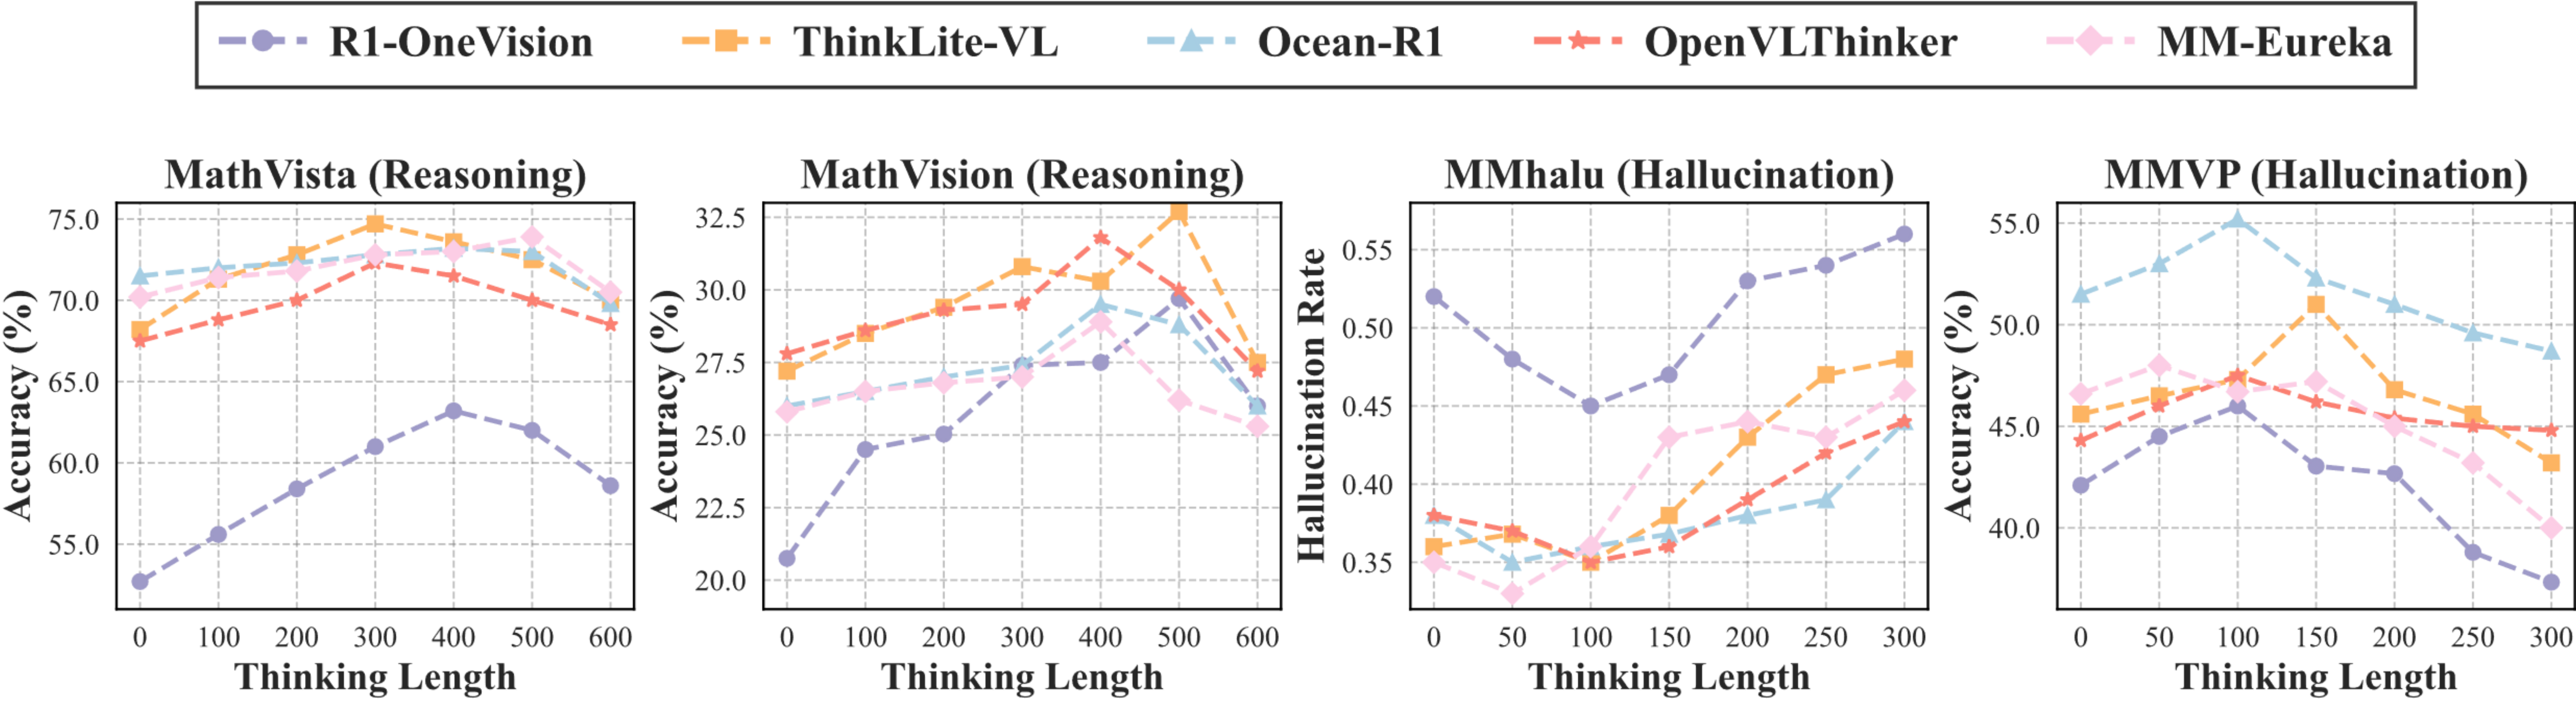 R1-OneVision ThinkLite-VL Ocean-R1 OpenVLThinker MM-Eureka
MathVista (Reasoning)
Accuracy (%)
75.0
70.0
65.0
60.0
55.0
0 100 200 300 400 500 600
Thinking Length
MathVision (Reasoning)
Accuracy (%)
32.5
30.0
27.5
25.0
22.5
20.0
0 100 200 300 400 500 600
Thinking Length
MMhalu (Hallucination)
Hallucination Rate
0.55
0.50
0.45
0.40
0.35
0 50 100 150 200 250 300
Thinking Length
MMVP (Hallucination)
Accuracy (%)
55.0
50.0
45.0
40.0
0 50 100 150 200 250 300
Thinking Length